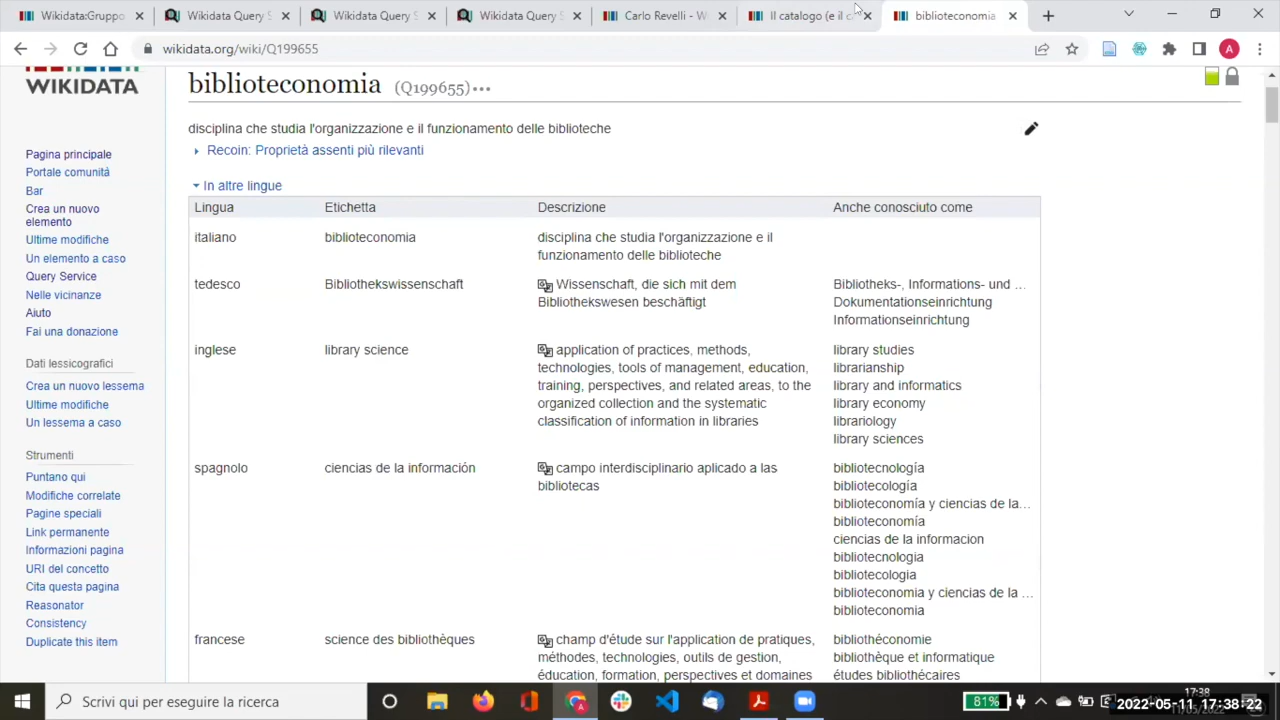 Wikidata:Gruppo
Wikidata Query S
Wikidata Query S
Wikidata Query S
Carlo Revelli - W
Il catalogo (e il c
biblioteconomia
wikidata.org/wiki/Q199655
A
WIKIDATA
Pagina principale
Portale comunità
Bar
Crea un nuovo
elemento
Ultime modifiche
Un elemento a caso
Query Service
Nelle vicinanze
Aiuto
Fai una donazione
Dati lessicografici
Crea un nuovo lessema
Ultime modifiche
Un lessema a caso
Strumenti
Puntano qui
Modifiche correlate
Pagine speciali
Link permanente
Informazioni pagina
URI del concetto
Cita questa pagina
Reasonator
Consistency
Duplicate this item
biblioteconomia (Q199655)
disciplina che studia l'organizzazione e il funzionamento delle biblioteche
Recoin: Proprietà assenti più rilevanti
In altre lingue
Lingua Etichetta Descrizione Anche conosciuto come
italiano biblioteconomia disciplina che studia l'organizzazione e il
funzionamento delle biblioteche
tedesco Bibliothekswissenschaft Wissenschaft, die sich mit dem Bibliotheks-, Informations- und ...
Bibliothekswesen beschäftigt Dokumentationseinrichtung
Informationseinrichtung
inglese library science application of practices, methods, library studies
technologies, tools of management, education, librarianship
training, perspectives, and related areas, to the library and informatics
organized collection and the systematic library economy
classification of information in libraries librariology
library sciences
spagnolo ciencias de la información campo interdisciplinario aplicado a las bibliotecnología
bibliotecas bibliotecología
biblioteconomía y ciencias de la...
biblioteconomía
ciencias de la informacion
bibliotecnologia
bibliotecologia
biblioteconomia y ciencias de la ...
biblioteconomia
francese science des bibliothèques champ d'étude sur l'application de pratiques, bibliothéconomie
méthodes, technologies, outils de gestion, bibliothèque et informatique
éducation, formation, perspectives et domaines études bibliothécaires
Scrivi qui per eseguire la ricerca
81%
17:38
2022-05-11 17:38:22